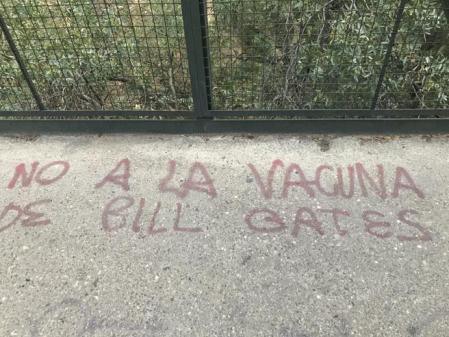 NO A LA VACUNA
DE BILL GATES